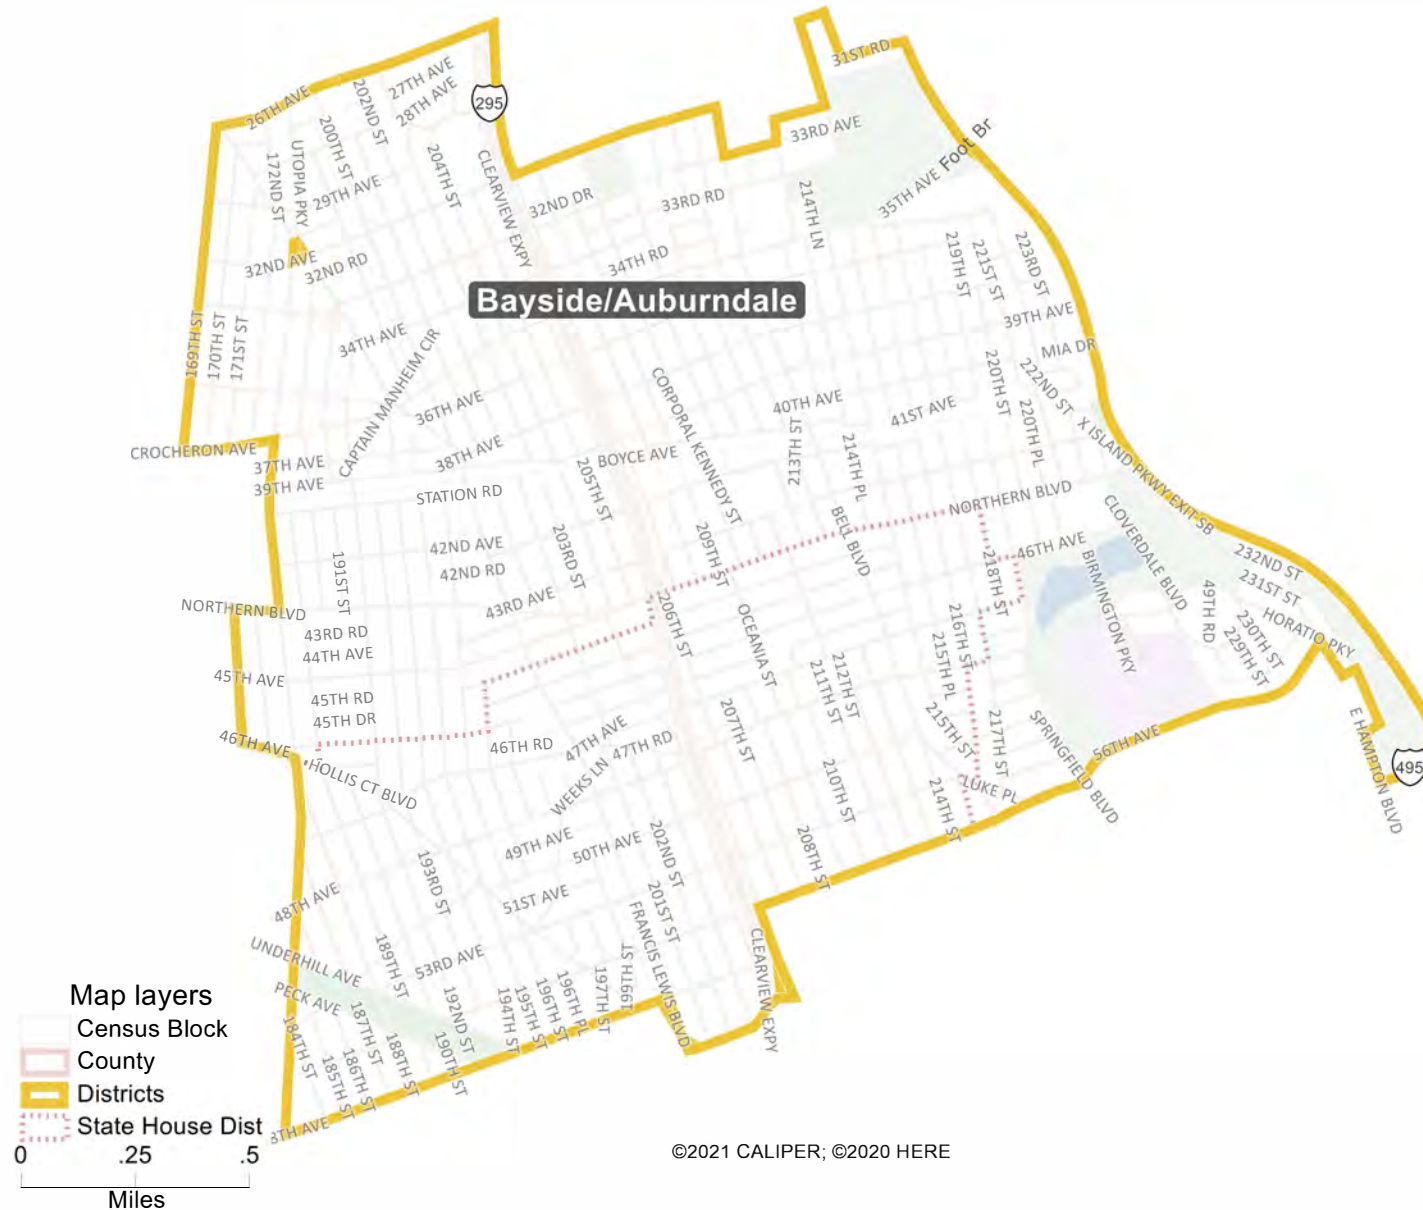 31ST RD
27TH AVE
28TH AVE
202ND ST
26TH AVE
295
200TH ST
33RD AVE
Foot Br
UTOPIA PKY
172ND ST
204TH ST
CLEARVIEW EXPY
29TH AVE
32ND DR
33RD RD
214TH LN
35TH AVE
32ND AVE
32ND RD
34TH RD
219TH ST
221ST ST
223RD ST
Bayside/Auburndale
169TH ST
170TH ST
171ST ST
34TH AVE
CAPTAIN MANHEIM CIR
39TH AVE
MIA DR
220TH ST
222ND ST
36TH AVE
CORPORAL KENNEDY ST
40TH AVE
41ST AVE
220TH PL
213TH ST
214TH PL
X ISLAND PKWY EXIT SB
CROCHERON AVE
37TH AVE
38TH AVE
BOYCE AVE
39TH AVE
STATION RD
205TH ST
NORTHERN BLVD
BELL BLVD
CLOVERDALE BLVD
209TH ST
42ND AVE
42ND RD
203RD ST
46TH AVE
218TH ST
BIRMINGTON PKY
232ND ST
231ST ST
191ST ST
43RD AVE
NORTHERN BLVD
206TH ST
OCEANIA ST
216TH ST
215TH PL
49TH RD
HORATIO PKY
230TH ST
229TH ST
43RD RD
44TH AVE
45TH AVE
212TH ST
211TH ST
45TH RD
45TH DR
207TH ST
215TH ST
217TH ST
SPRINGFIELD BLVD
56TH AVE
E HAMPTON BLVD
495
46TH AVE
46TH RD
47TH AVE
47TH RD
WEEKS LN
HOLLIS CT BLVD
210TH ST
214TH ST
LUKE PL
49TH AVE
50TH AVE
202ND ST
208TH ST
193RD ST
48TH AVE
51ST AVE
201ST ST
FRANCIS LEWIS BLVD
CLEARVIEW EXPY
UNDERHILL AVE
189TH ST
53RD AVE
199TH ST
PECK AVE
192ND ST
194TH ST
195TH ST
196TH ST
196TH PL
197TH ST
184TH ST
187TH ST
188TH ST
190TH ST
185TH ST
186TH ST
8TH AVE
Map layers
Census Block
County
Districts
State House Dist
0 .25 .5
Miles
©2021 CALIPER; ©2020 HERE